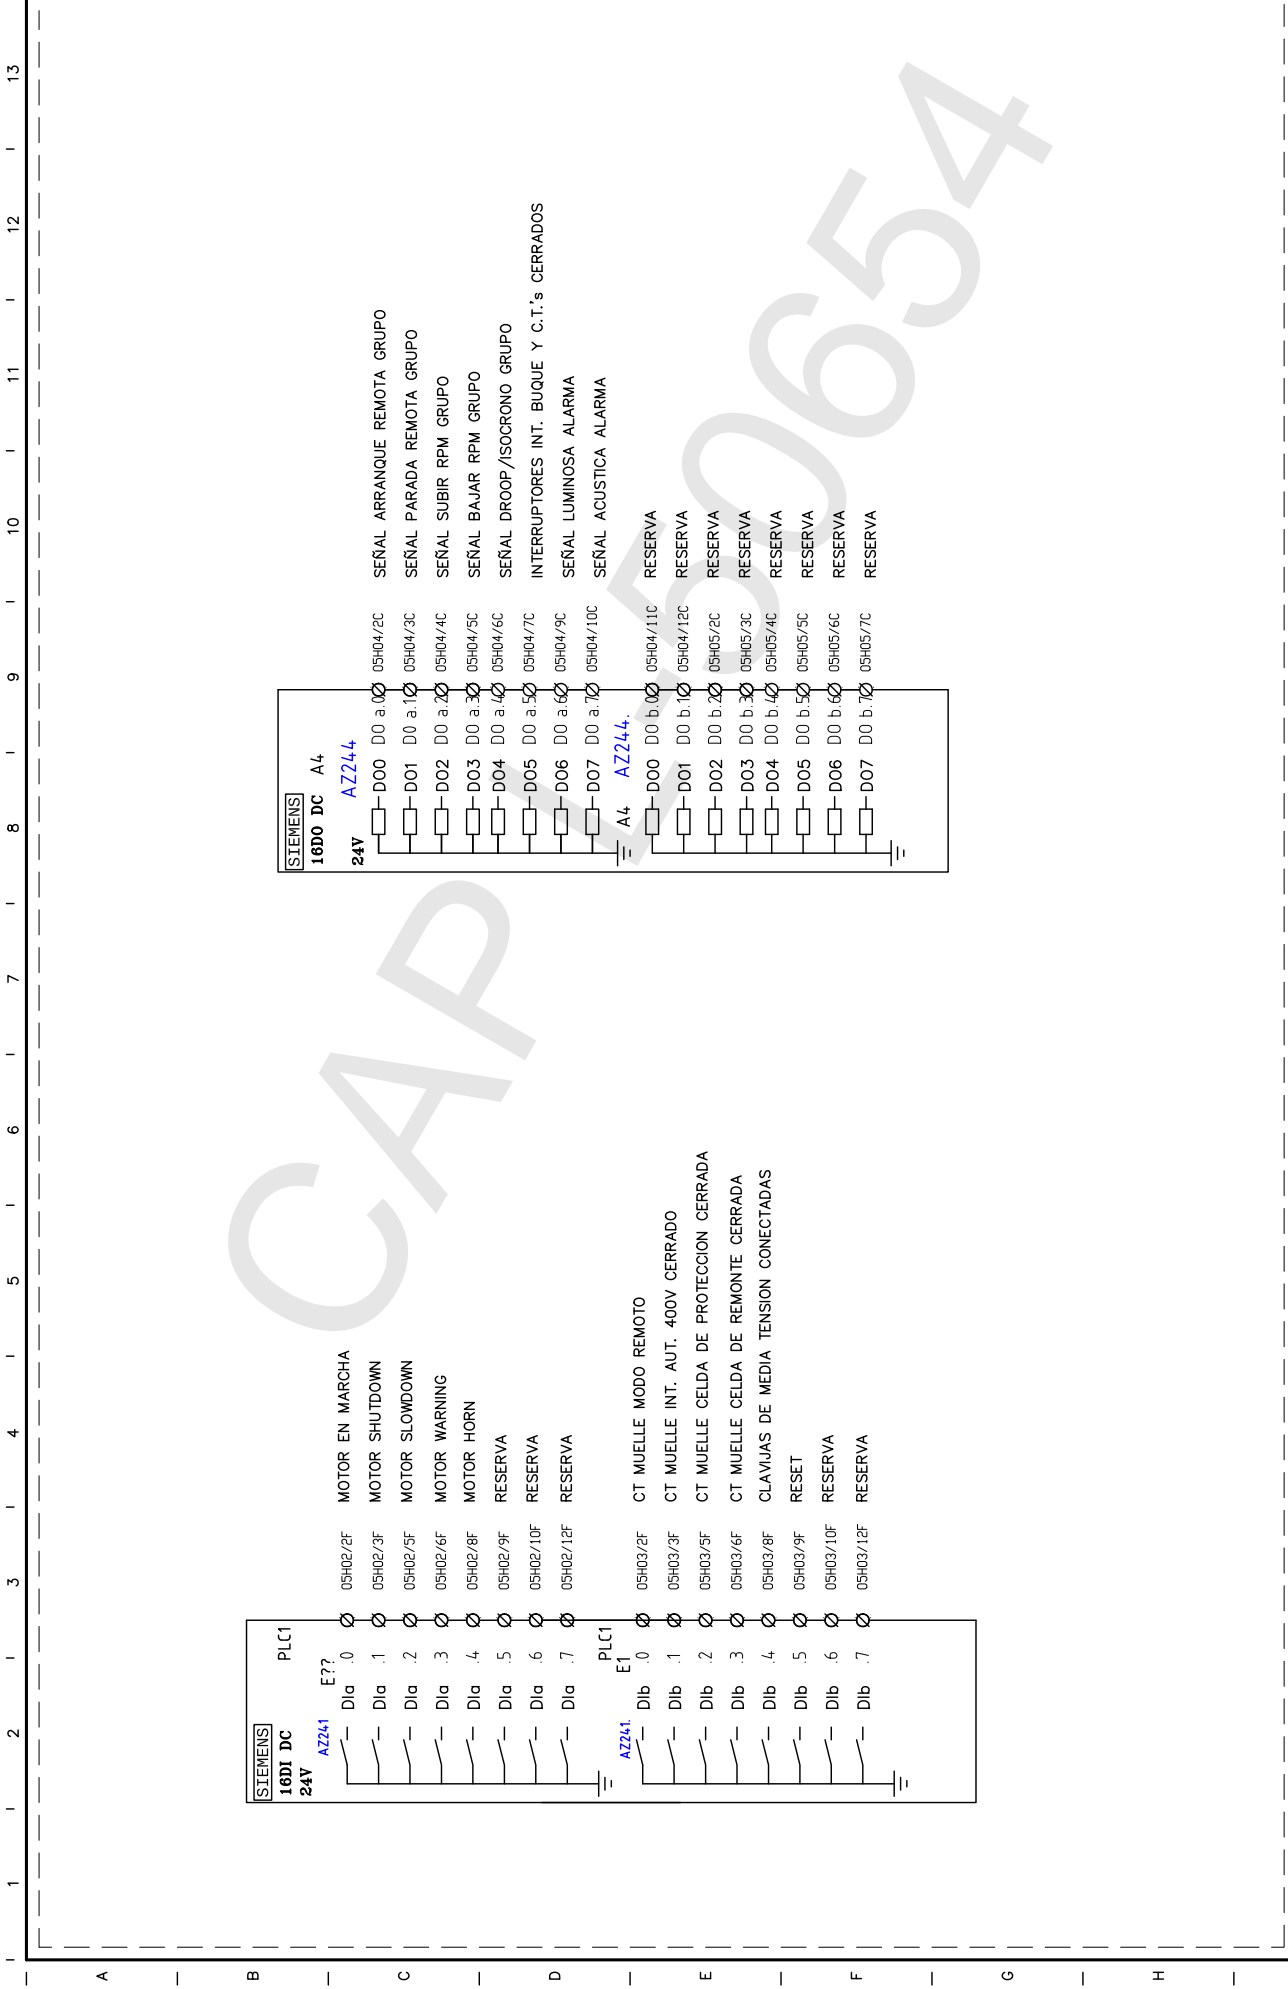 1 2 3 4 5 6 7 8 9 10 11 12 13
A
B
C
D
E
F
G
H
SIEMENS
16DI DC
24V
PLC1
AZ241 E??
DIa .0 05H02/2F MOTOR EN MARCHA
DIa .1 05H02/3F MOTOR SHUTDOWN
DIa .2 05H02/5F MOTOR SLOWDOWN
DIa .3 05H02/6F MOTOR WARNING
DIa .4 05H02/8F MOTOR HORN
DIa .5 05H02/9F RESERVA
DIa .6 05H02/10F RESERVA
DIa .7 05H02/12F RESERVA
PLC1
AZ241. E1
DIb .0 05H03/2F CT MUELLE MODO REMOTO
DIb .1 05H03/3F CT MUELLE INT. AUT. 400V CERRADO
DIb .2 05H03/5F CT MUELLE CELDA DE PROTECCION CERRADA
DIb .3 05H03/6F CT MUELLE CELDA DE REMONTE CERRADA
DIb .4 05H03/8F CLAVIJAS DE MEDIA TENSION CONECTADAS
DIb .5 05H03/9F RESET
DIb .6 05H03/10F RESERVA
DIb .7 05H03/12F RESERVA
SIEMENS
16DO DC A4
24V AZ244
DO0 DO a.0 05H04/2C SEÑAL ARRANQUE REMOTA GRUPO
DO1 DO a.1 05H04/3C SEÑAL PARADA REMOTA GRUPO
DO2 DO a.2 05H04/4C SEÑAL SUBIR RPM GRUPO
DO3 DO a.3 05H04/5C SEÑAL BAJAR RPM GRUPO
DO4 DO a.4 05H04/6C SEÑAL DROOP/ISOCRONO GRUPO
DO5 DO a.5 05H04/7C INTERRUPTORES INT. BUQUE Y C.T.'s CERRADOS
DO6 DO a.6 05H04/9C SEÑAL LUMINOSA ALARMA
DO7 DO a.7 05H04/10C SEÑAL ACUSTICA ALARMA
A4 AZ244.
DO0 DO b.0 05H04/11C RESERVA
DO1 DO b.1 05H04/12C RESERVA
DO2 DO b.2 05H05/2C RESERVA
DO3 DO b.3 05H05/3C RESERVA
DO4 DO b.4 05H05/4C RESERVA
DO5 DO b.5 05H05/5C RESERVA
DO6 DO b.6 05H05/6C RESERVA
DO7 DO b.7 05H05/7C RESERVA
CAP L-50654